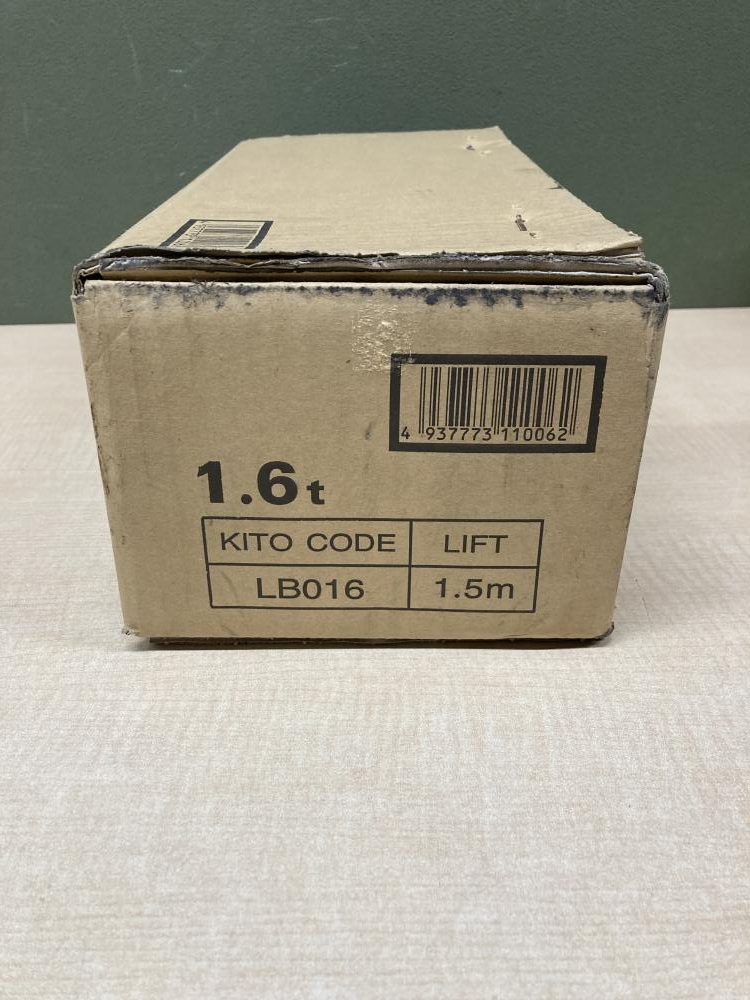 4 937773 110062
1.6t
KITO CODE LIFT
LB016 1.5m